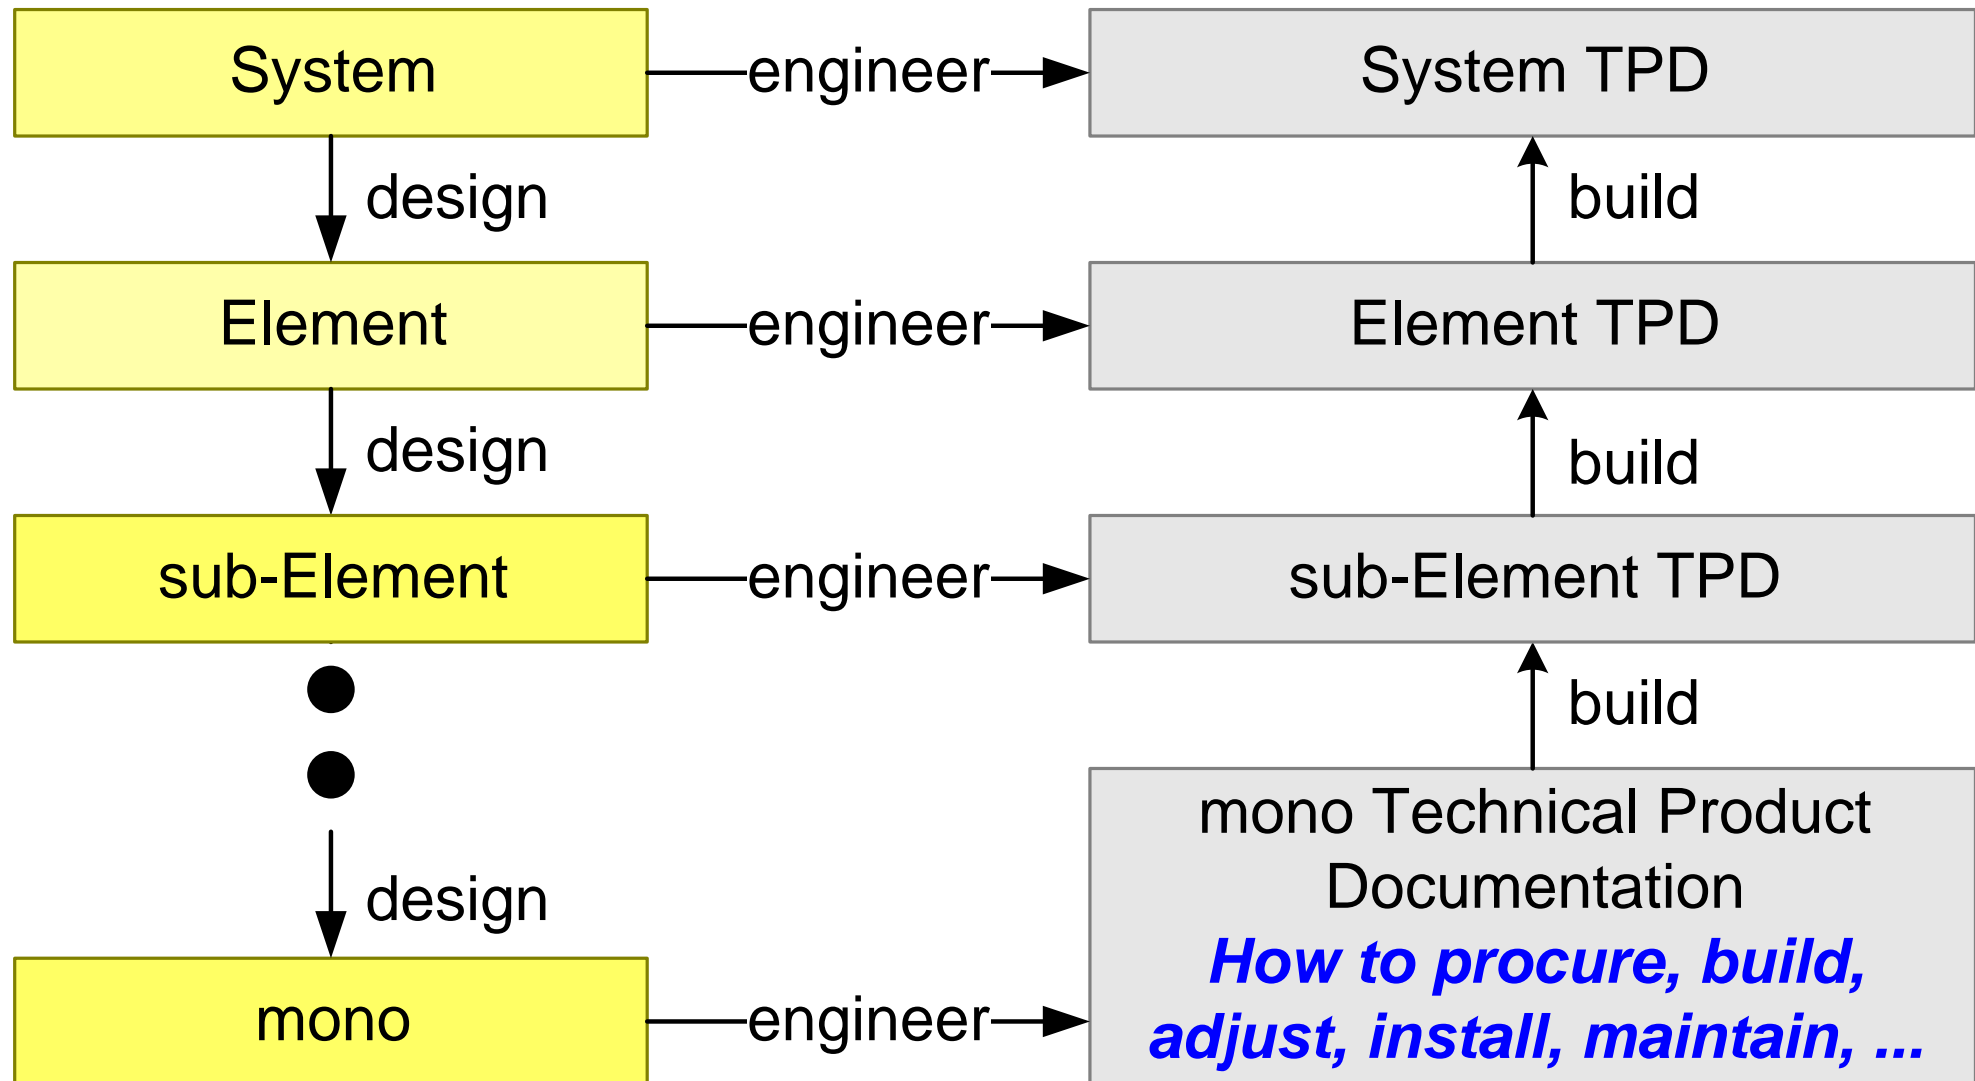 System
engineer
System TPD
design
build
Element
engineer
Element TPD
design
build
sub-Element
engineer
sub-Element TPD
build
design
mono Technical Product
Documentation
How to procure, build,
adjust, install, maintain, ...
mono
engineer